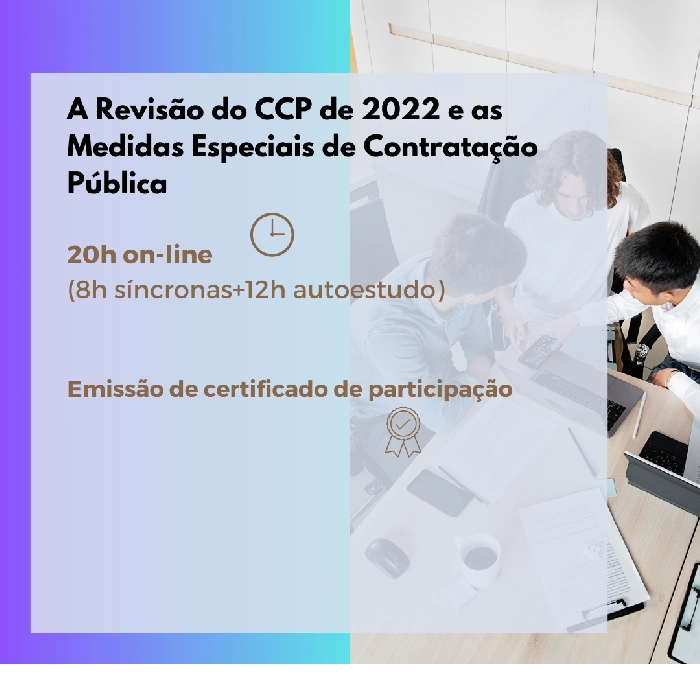 A Revisão do CCP de 2022 e as
Medidas Especiais de Contratação
Pública
20h on-line
(8h síncronas+12h autoestudo)
Emissão de certificado de participação